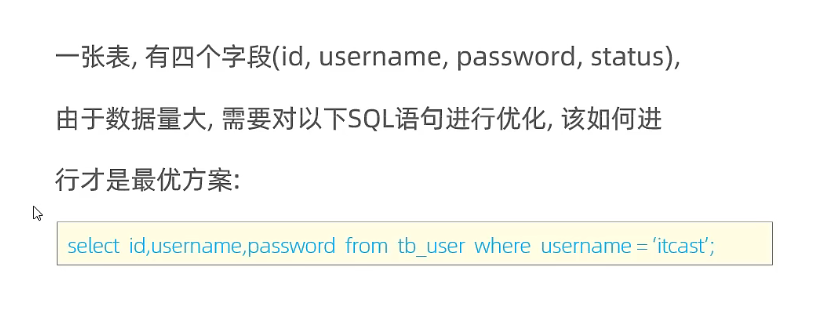 一张表, 有四个字段(id, username, password, status),
由于数据量大, 需要对以下SQL语句进行优化, 该如何进
行才是最优方案:
select id,username,password from tb_user where username = ‘itcast’;